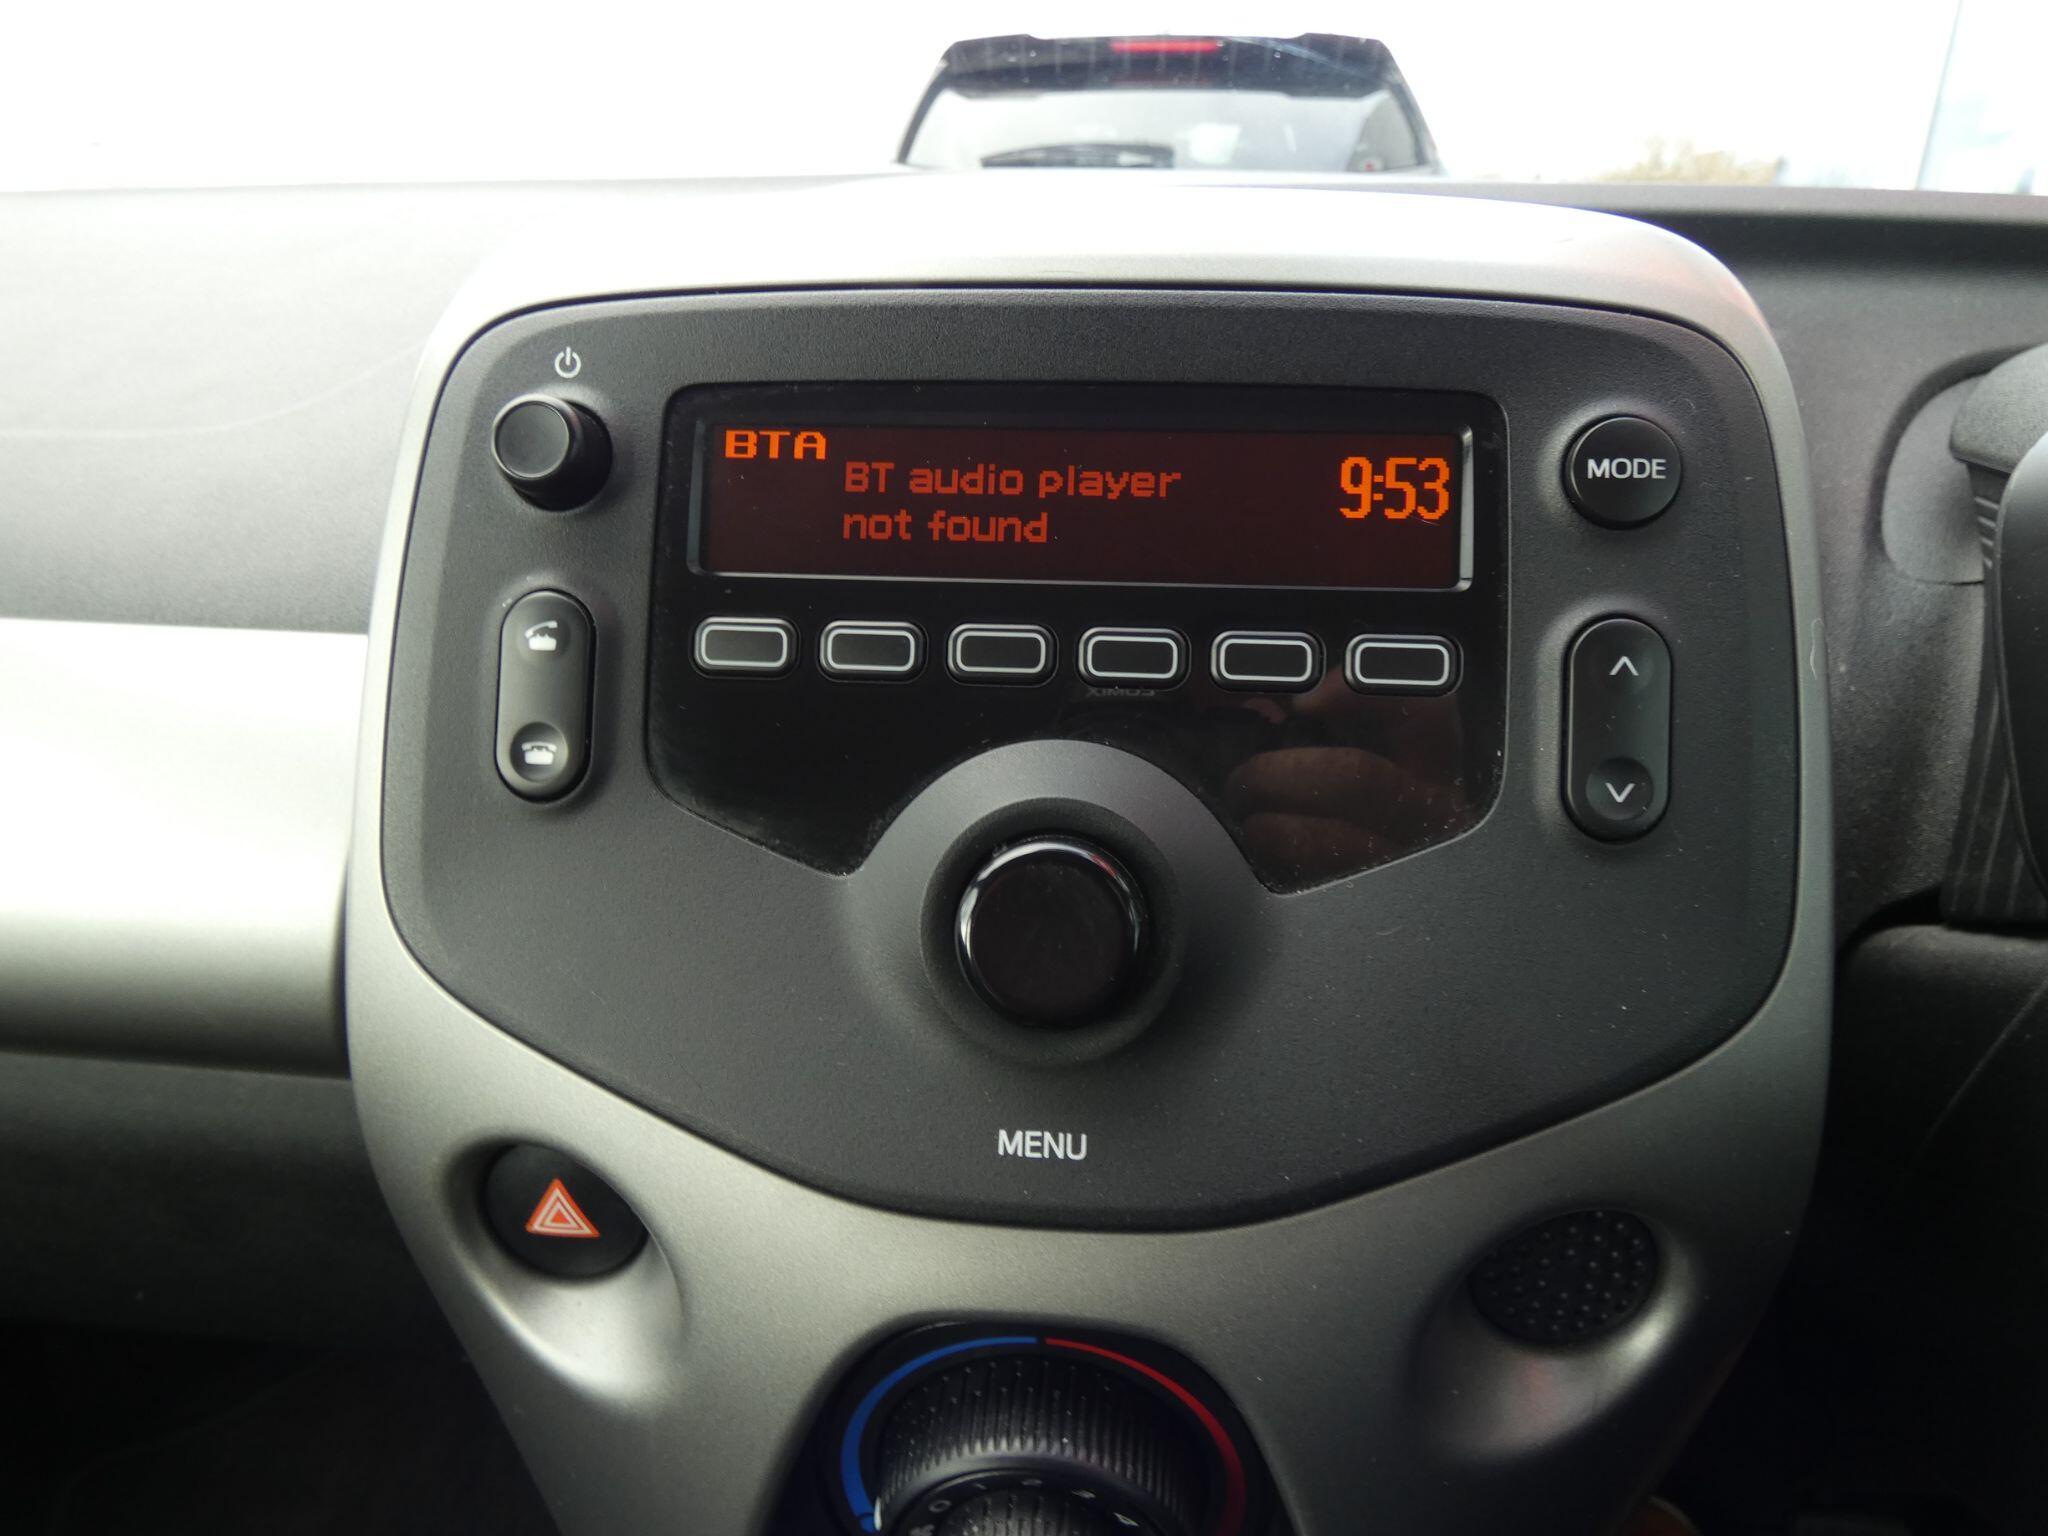 BTA
BT audio player
not found
9:53
MODE
MENU